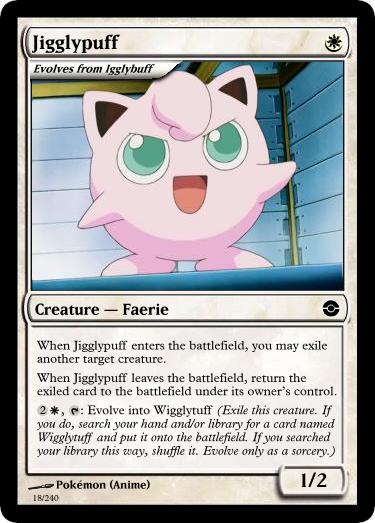 Jigglypuff
Evolves from Igglybuff
Creature — Faerie
When Jigglypuff enters the battlefield, you may exile
another target creature.
When Jigglypuff leaves the battlefield, return the
exiled card to the battlefield under its owner's control.
2, : Evolve into Wigglytuff (Exile this creature. If
you do, search your hand and/or library for a card named
Wigglytuff and put it onto the battlefield. If you searched
your library this way, shuffle it. Evolve only as a sorcery.)
1/2
Pokémon (Anime)
18/240